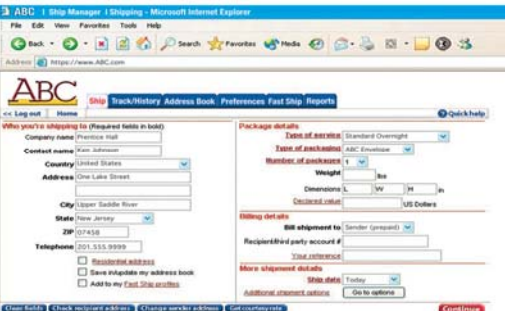 ABC | Ship Manager | Shipping - Microsoft Internet Explorer
File Edit View Favorites Tools Help
Back Search Favorites Media
Address https://www.ABC.com
ABC
Ship Track/History Address Book Preferences Fast Ship Reports
<< Log out Home Quick help
Who you're shipping to (Required fields in bold)
Company name Prentice Hall
Contact name Ken Johnson
Country United States
Address One Lake Street
City Upper Saddle River
State New Jersey
ZIP 07458
Telephone 201.555.9999
Residential address
Save in/update my address book
Add to my Fast Ship profiles
Package details
Type of service Standard Overnight
Type of packaging ABC Envelope
Number of packages 1
Weight lbs
Dimensions L W H in
Declared value US Dollars
Billing details
Bill shipment to Sender (prepaid)
Recipient/third party account #
Your reference
More shipment details
Ship date Today
Additional shipment options Go to options
Clear fields Check recipient address Change sender address Get courtesy rate Continue